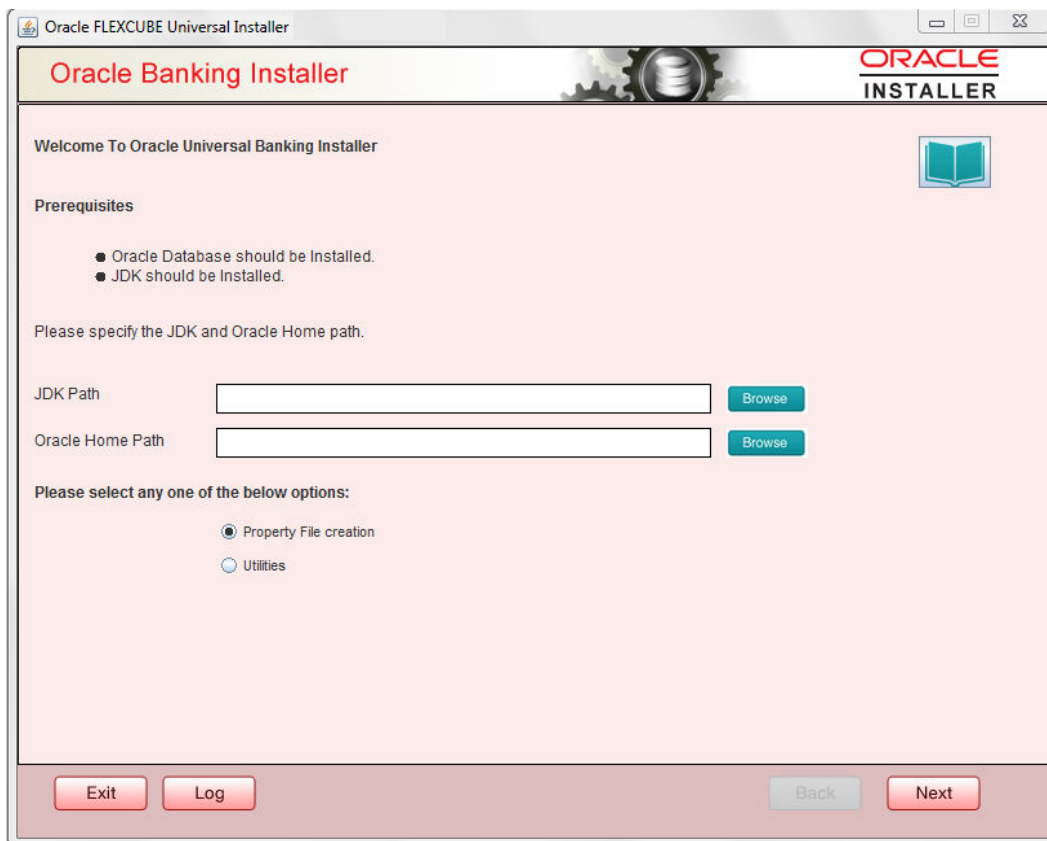 Oracle FLEXCUBE Universal Installer
Oracle Banking Installer
ORACLE
INSTALLER
Welcome To Oracle Universal Banking Installer
Prerequisites
Oracle Database should be Installed.
JDK should be Installed.
Please specify the JDK and Oracle Home path.
JDK Path
Browse
Oracle Home Path
Browse
Please select any one of the below options:
Property File creation
Utilities
Exit
Log
Back
Next